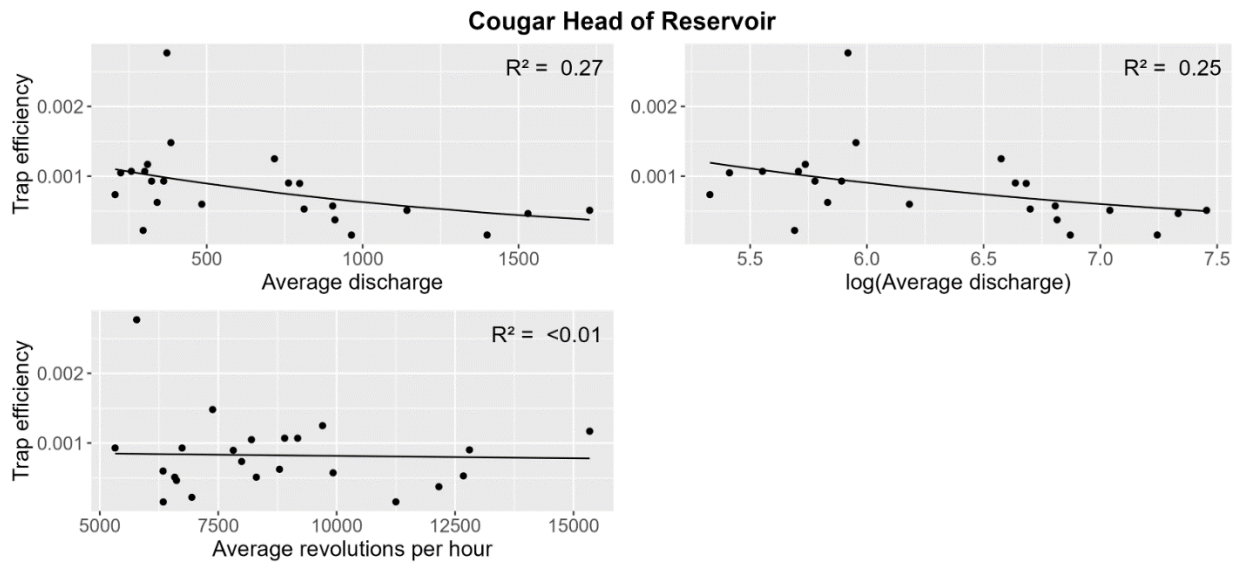 Cougar Head of Reservoir
R² = 0.27
Trap efficiency
0.002
0.001
500
1000
1500
Average discharge
R² = 0.25
0.002
0.001
5.5
6.0
6.5
7.0
7.5
log(Average discharge)
R² = <0.01
Trap efficiency
0.002
0.001
5000
7500
10000
12500
15000
Average revolutions per hour